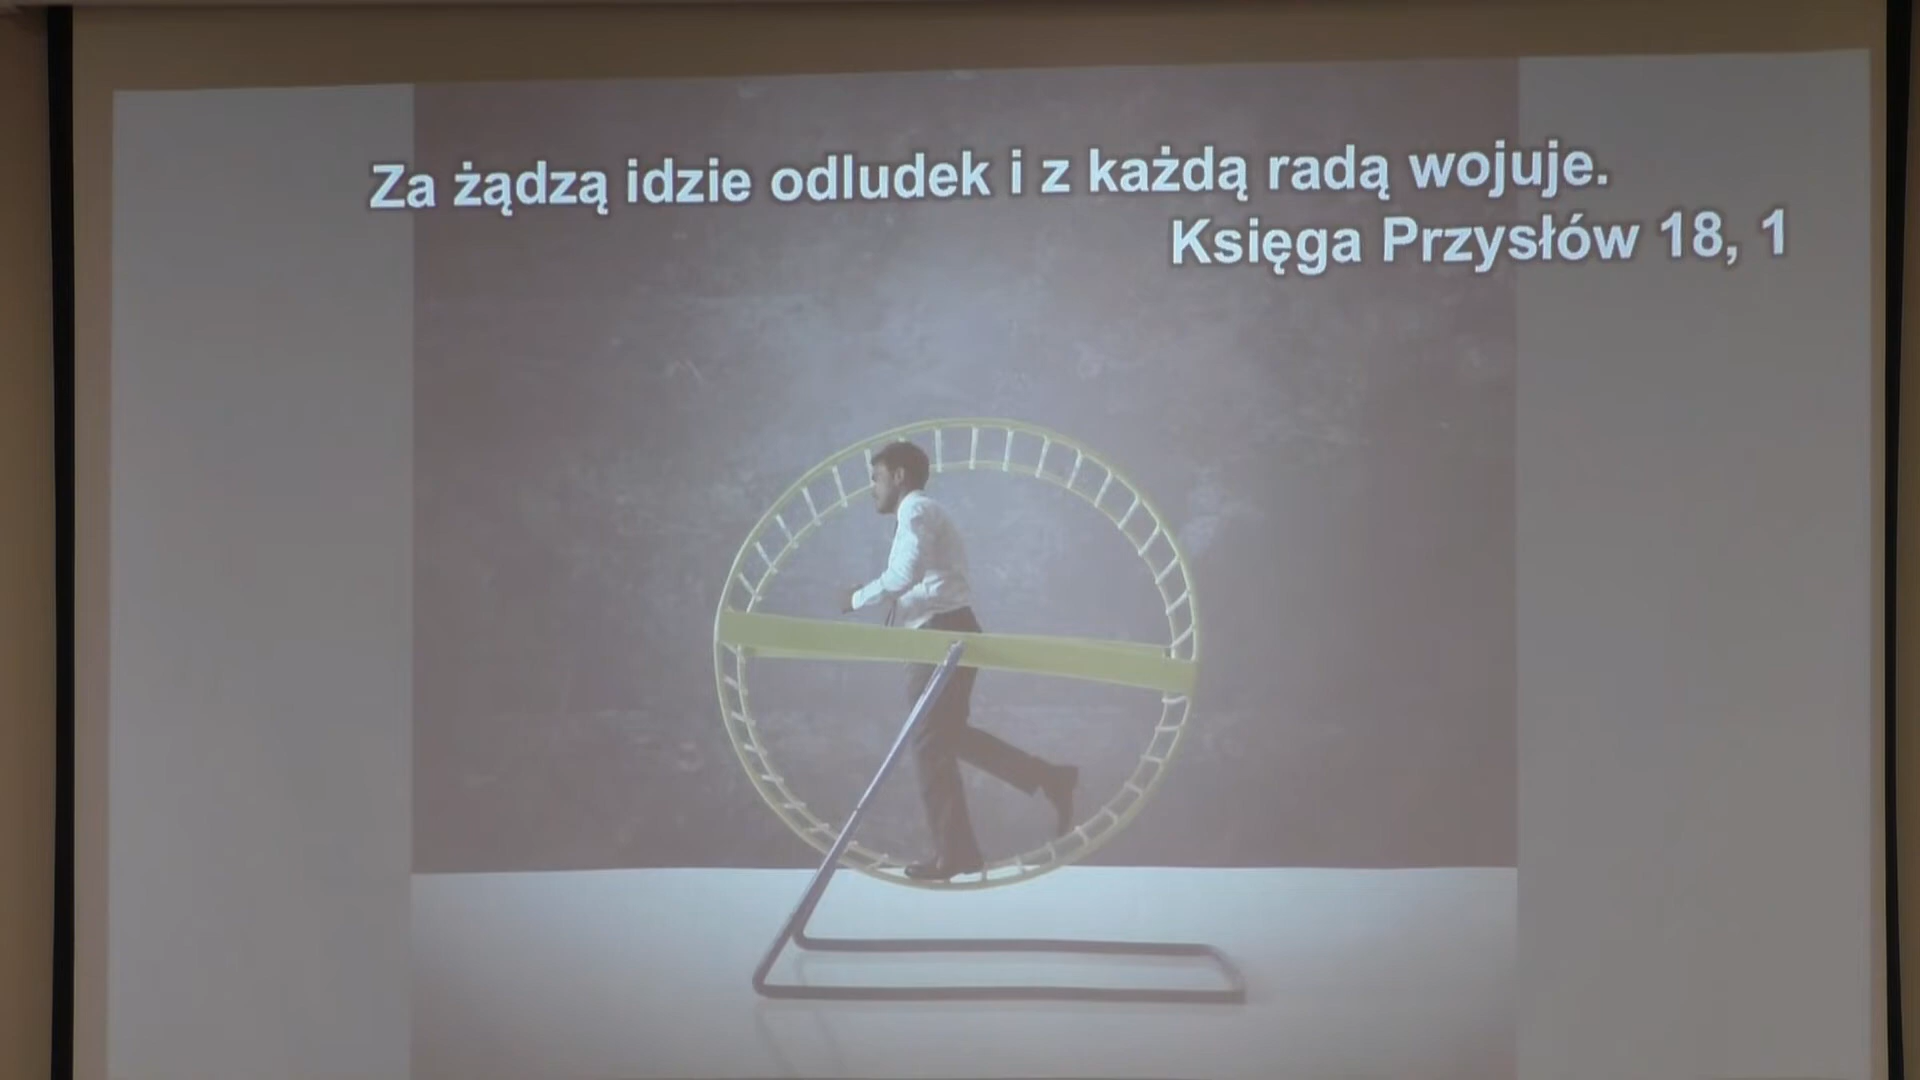 Za żądzą idzie odludek i z każdą radą wojuje.
Księga Przysłów 18, 1